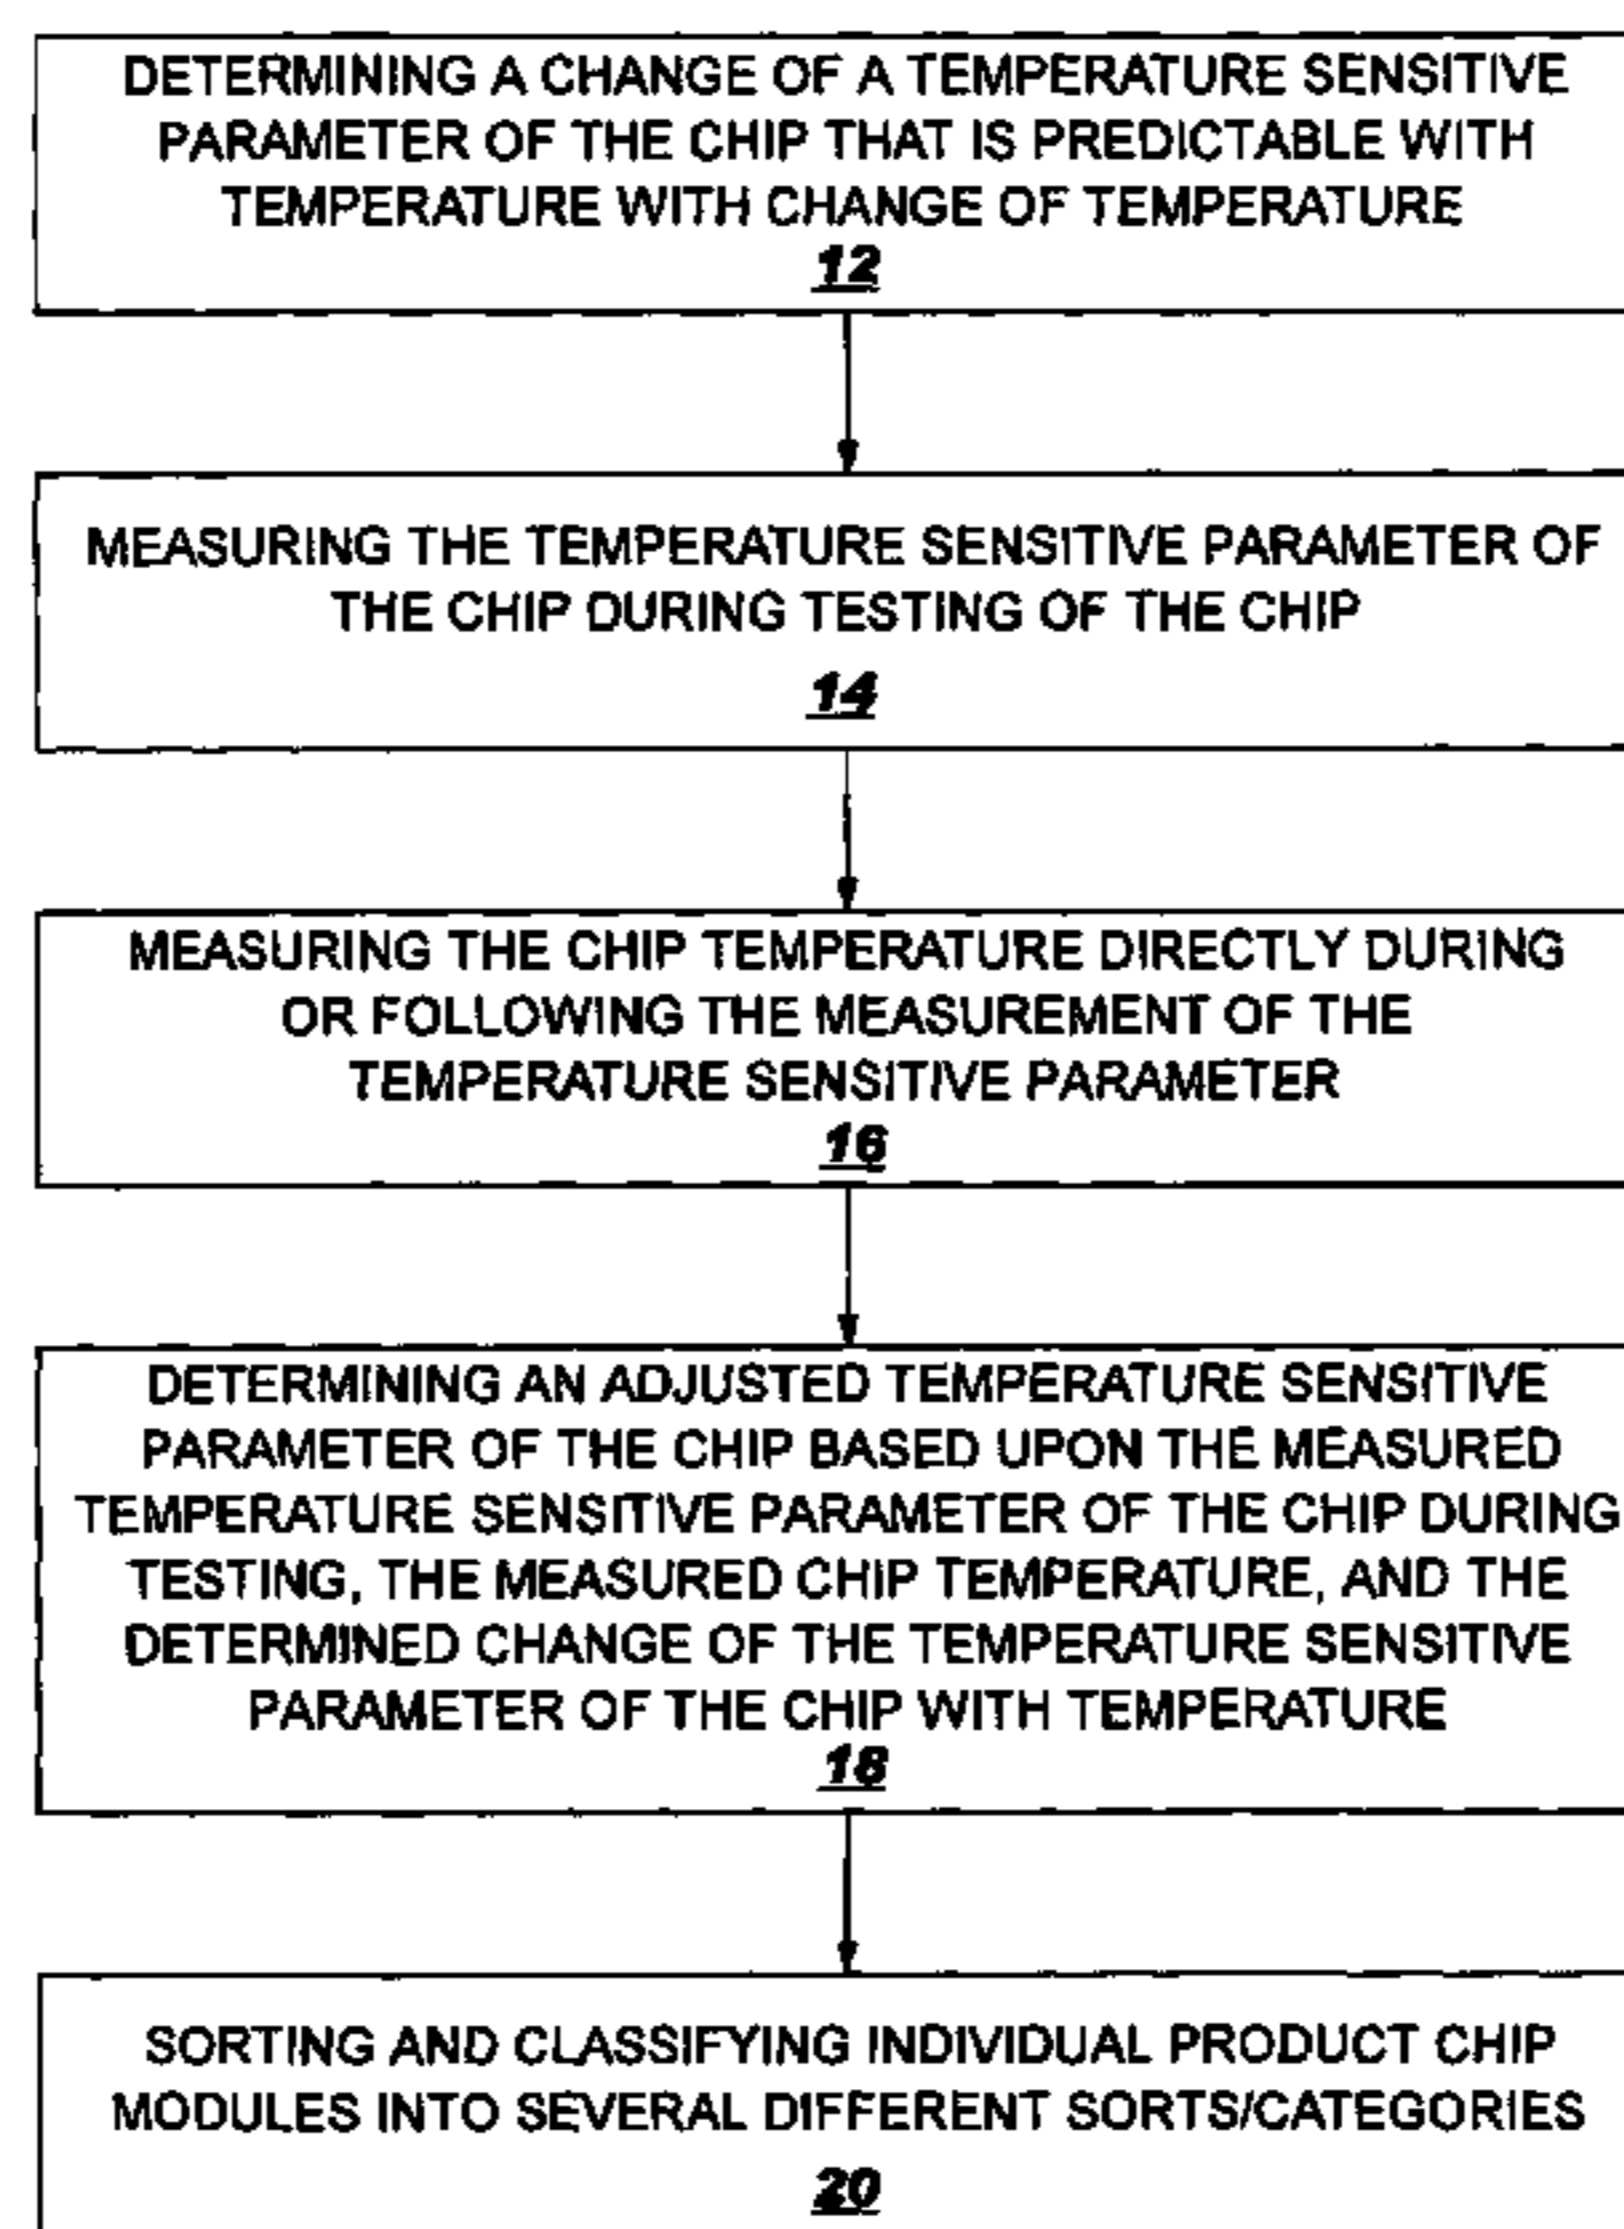 DETERMINING A CHANGE OF A TEMPERATURE SENSITIVE
PARAMETER OF THE CHIP THAT IS PREDICTABLE WITH
TEMPERATURE WITH CHANGE OF TEMPERATURE
12
MEASURING THE TEMPERATURE SENSITIVE PARAMETER OF
THE CHIP DURING TESTING OF THE CHIP
14
MEASURING THE CHIP TEMPERATURE DIRECTLY DURING
OR FOLLOWING THE MEASUREMENT OF THE
TEMPERATURE SENSITIVE PARAMETER
16
DETERMINING AN ADJUSTED TEMPERATURE SENSITIVE
PARAMETER OF THE CHIP BASED UPON THE MEASURED
TEMPERATURE SENSITIVE PARAMETER OF THE CHIP DURING
TESTING, THE MEASURED CHIP TEMPERATURE, AND THE
DETERMINED CHANGE OF THE TEMPERATURE SENSITIVE
PARAMETER OF THE CHIP WITH TEMPERATURE
18
SORTING AND CLASSIFYING INDIVIDUAL PRODUCT CHIP
MODULES INTO SEVERAL DIFFERENT SORTS/CATEGORIES
20